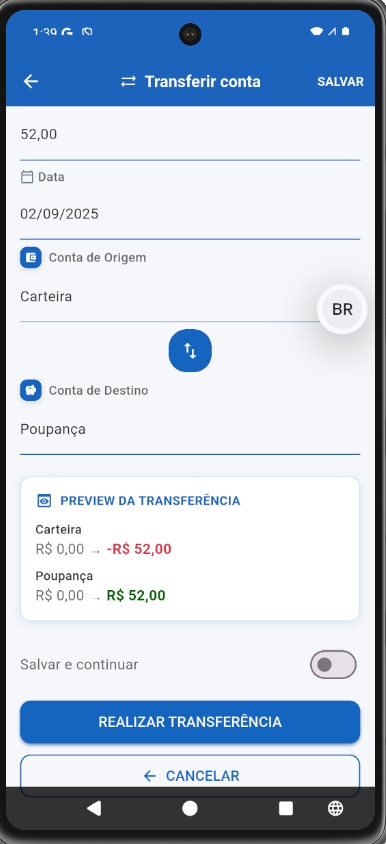 1:39
Transferir conta
SALVAR
52,00
Data
02/09/2025
Conta de Origem
Carteira
BR
Conta de Destino
Poupança
PREVIEW DA TRANSFERÊNCIA
Carteira
R$ 0,00 → -R$ 52,00
Poupança
R$ 0,00 → R$ 52,00
Salvar e continuar
REALIZAR TRANSFERÊNCIA
CANCELAR